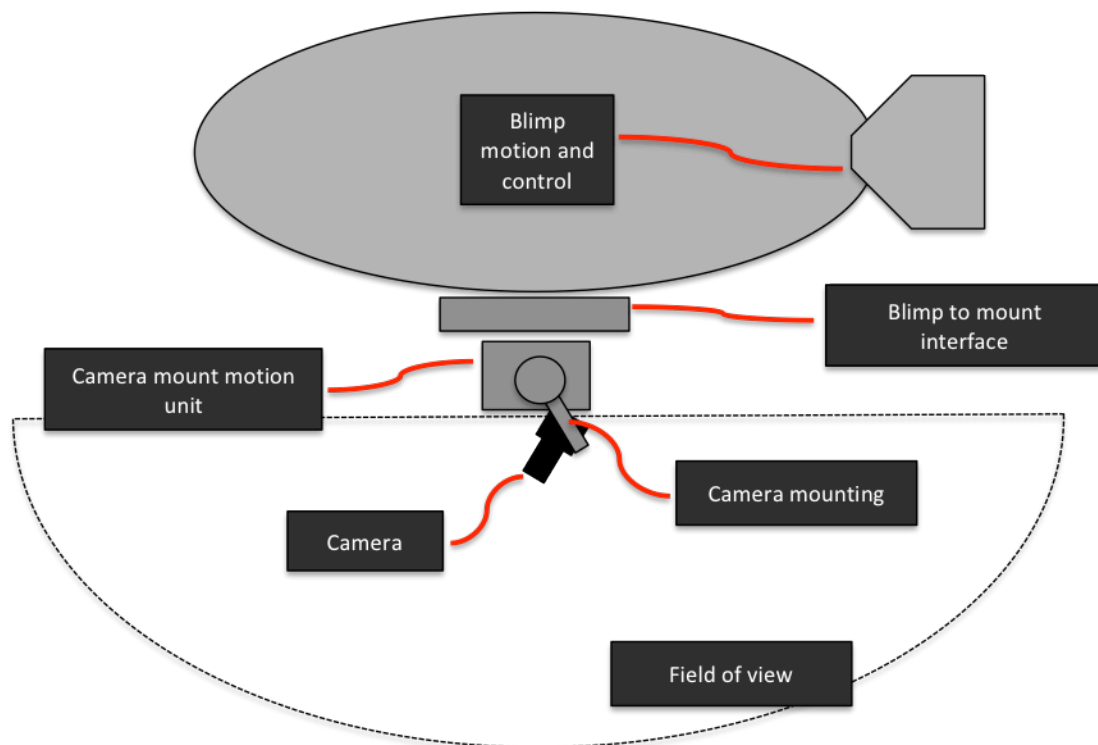 Blimp
motion and
control
Blimp to mount
interface
Camera mount motion
unit
Camera mounting
Camera
Field of view